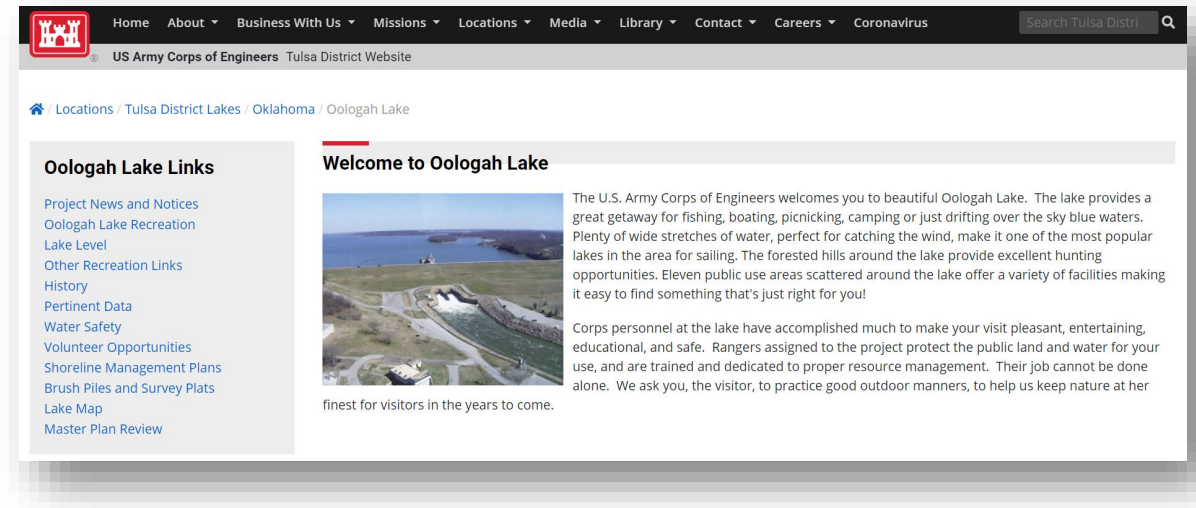 Home About Business With Us Missions Locations Media Library Contact Careers Coronavirus Search Tulsa Distri
® US Army Corps of Engineers Tulsa District Website
/ Locations / Tulsa District Lakes / Oklahoma / Oologah Lake
Oologah Lake Links
Project News and Notices
Oologah Lake Recreation
Lake Level
Other Recreation Links
History
Pertinent Data
Water Safety
Volunteer Opportunities
Shoreline Management Plans
Brush Piles and Survey Plats
Lake Map
Master Plan Review
Welcome to Oologah Lake
The U.S. Army Corps of Engineers welcomes you to beautiful Oologah Lake. The lake provides a
great getaway for fishing, boating, picnicking, camping or just drifting over the sky blue waters.
Plenty of wide stretches of water, perfect for catching the wind, make it one of the most popular
lakes in the area for sailing. The forested hills around the lake provide excellent hunting
opportunities. Eleven public use areas scattered around the lake offer a variety of facilities making
it easy to find something that's just right for you!
Corps personnel at the lake have accomplished much to make your visit pleasant, entertaining,
educational, and safe. Rangers assigned to the project protect the public land and water for your
use, and are trained and dedicated to proper resource management. Their job cannot be done
alone. We ask you, the visitor, to practice good outdoor manners, to help us keep nature at her
finest for visitors in the years to come.